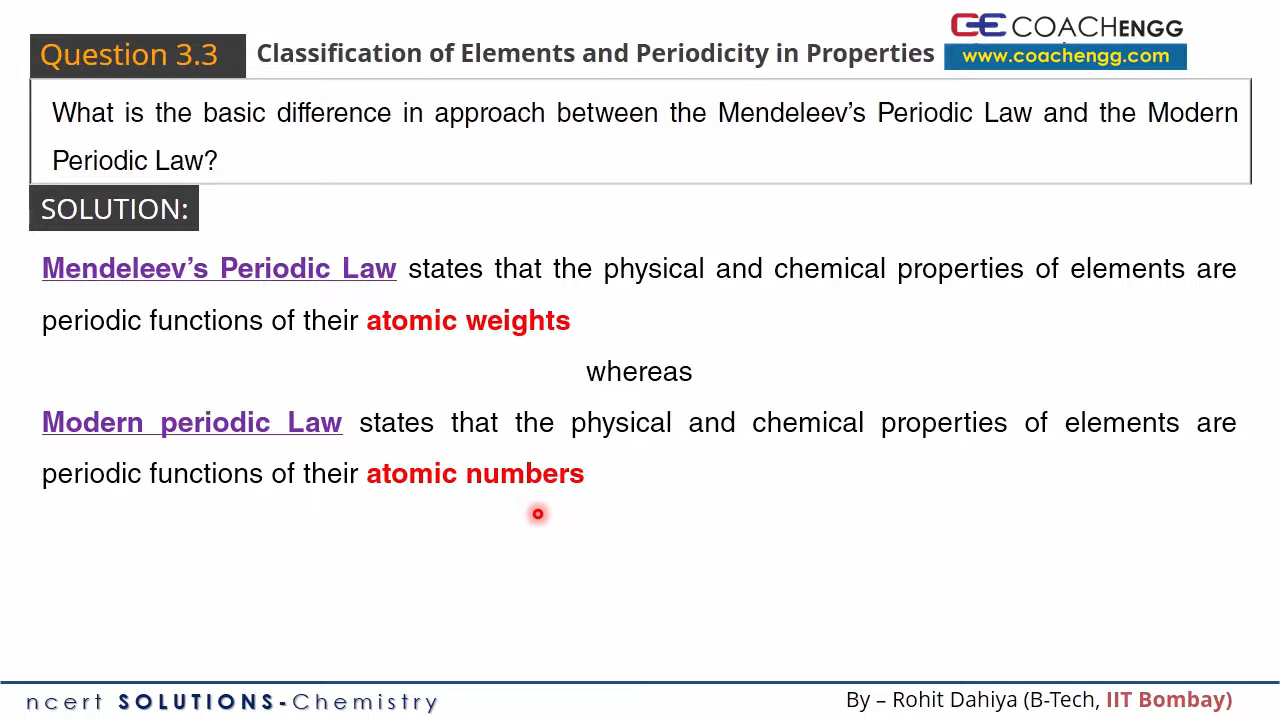 Question 3.3
Classification of Elements and Periodicity in Properties
COACHENGG
www.coachengg.com
What is the basic difference in approach between the Mendeleev’s Periodic Law and the Modern
Periodic Law?
SOLUTION:
Mendeleev’s Periodic Law states that the physical and chemical properties of elements are
periodic functions of their atomic weights
whereas
Modern periodic Law states that the physical and chemical properties of elements are
periodic functions of their atomic numbers
ncert SOLUTIONS-Chemistry
By – Rohit Dahiya (B-Tech, IIT Bombay)